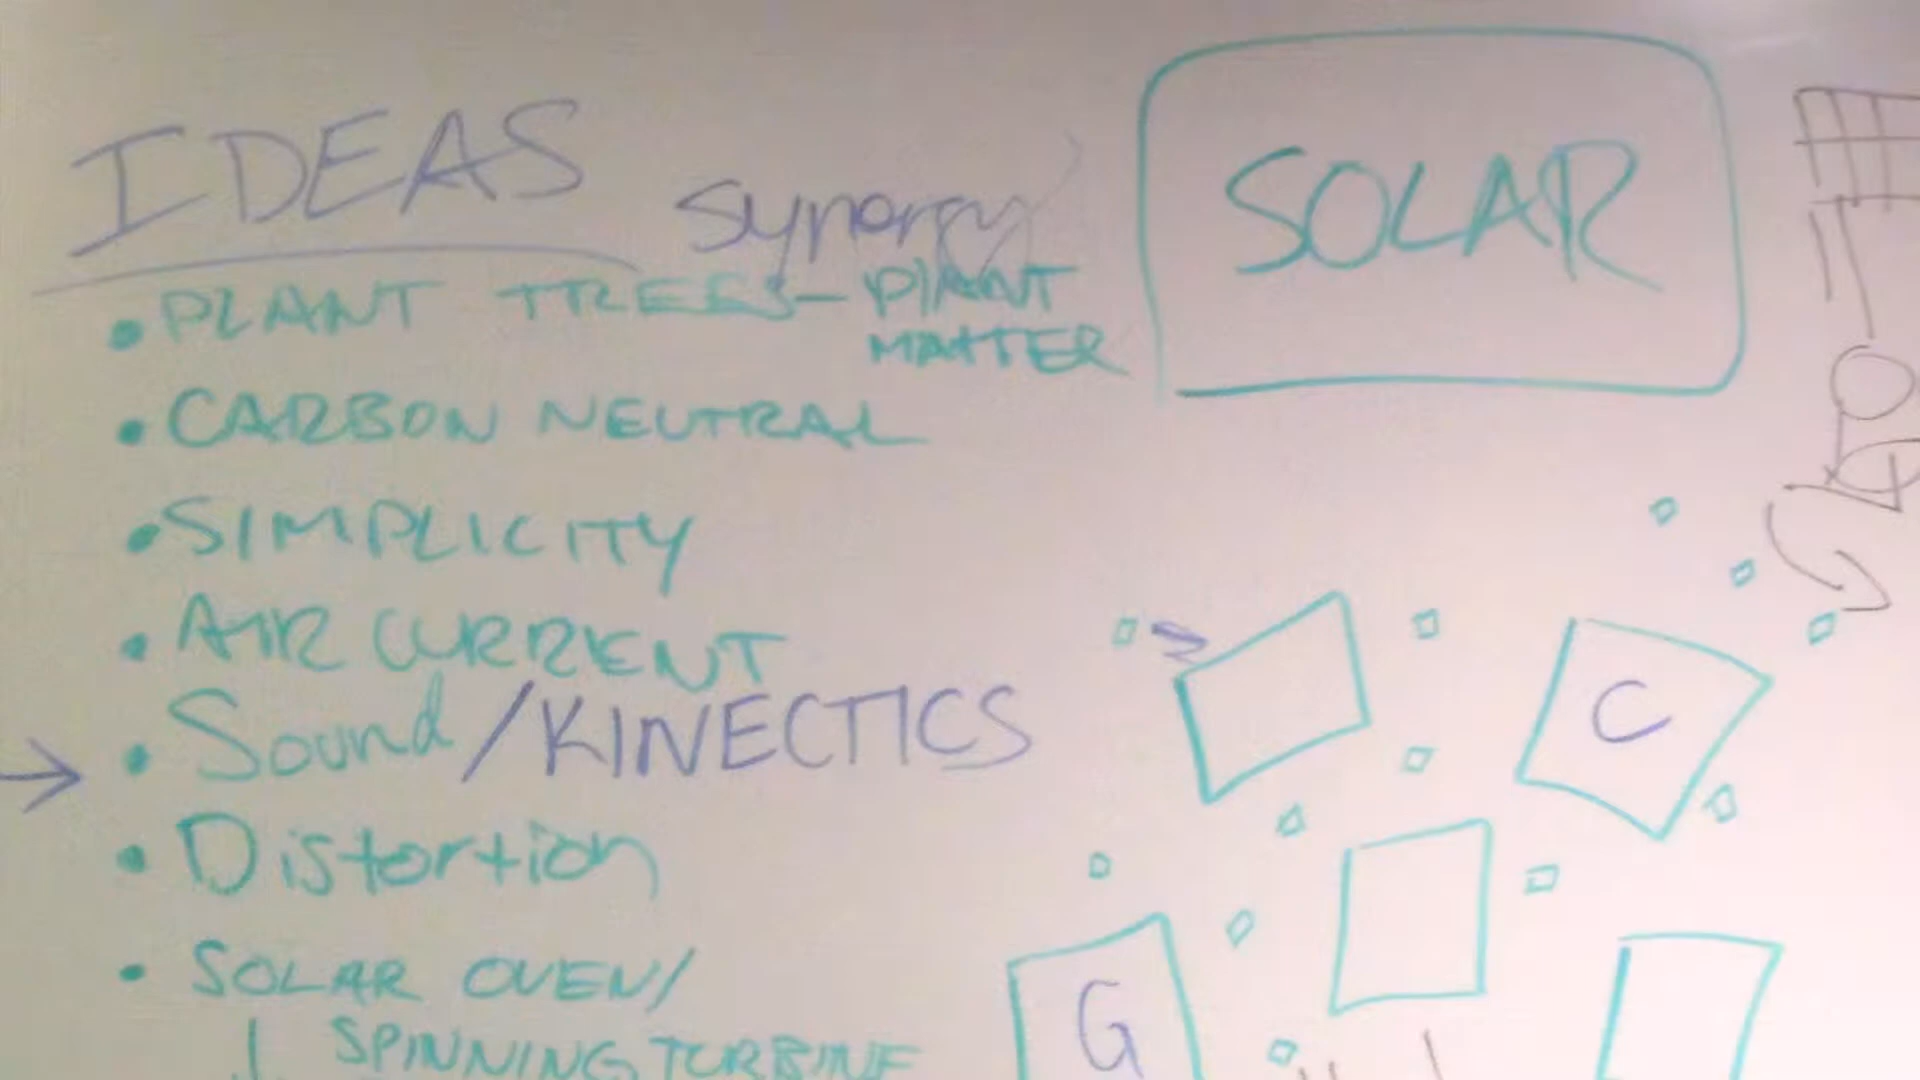 IDEAS
synergy
• PLANT TREES - PLANT
MATTER
• CARBON NEUTRAL
• SIMPLICITY
• AIR CURRENT
→ • Sound/KINECTICS
• Distortion
• SOLAR OVEN/
SPINNING TURBINE
SOLAR
C
G